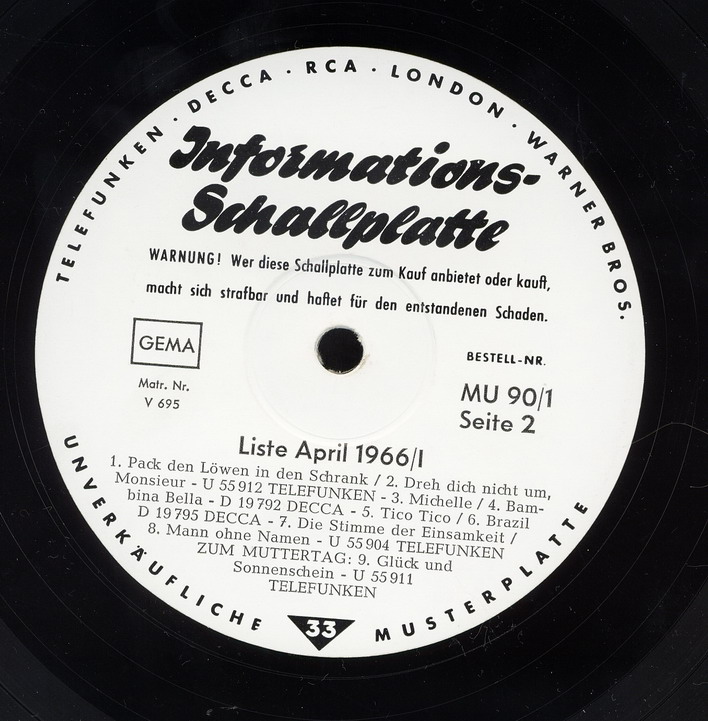 TELEFUNKEN · DECCA · RCA · LONDON · WARNER BROS.
Informations-
Schallplatte
WARNUNG! Wer diese Schallplatte zum Kauf anbietet oder kauft,
macht sich strafbar und haftet für den entstandenen Schaden.
GEMA
BESTELL-NR.
Matr. Nr.
V 695
MU 90/1
Seite 2
Liste April 1966/I
1. Pack den Löwen in den Schrank / 2. Dreh dich nicht um,
Monsieur - U 55 912 TELEFUNKEN - 3. Michelle / 4. Bam-
bina Bella - D 19 792 DECCA - 5. Tico Tico / 6. Brazil
D 19 795 DECCA - 7. Die Stimme der Einsamkeit /
8. Mann ohne Namen - U 55 904 TELEFUNKEN
ZUM MUTTERTAG: 9. Glück und
Sonnenschein - U 55 911
TELEFUNKEN
UNVERKÄUFLICHE 33 MUSTERPLATTE